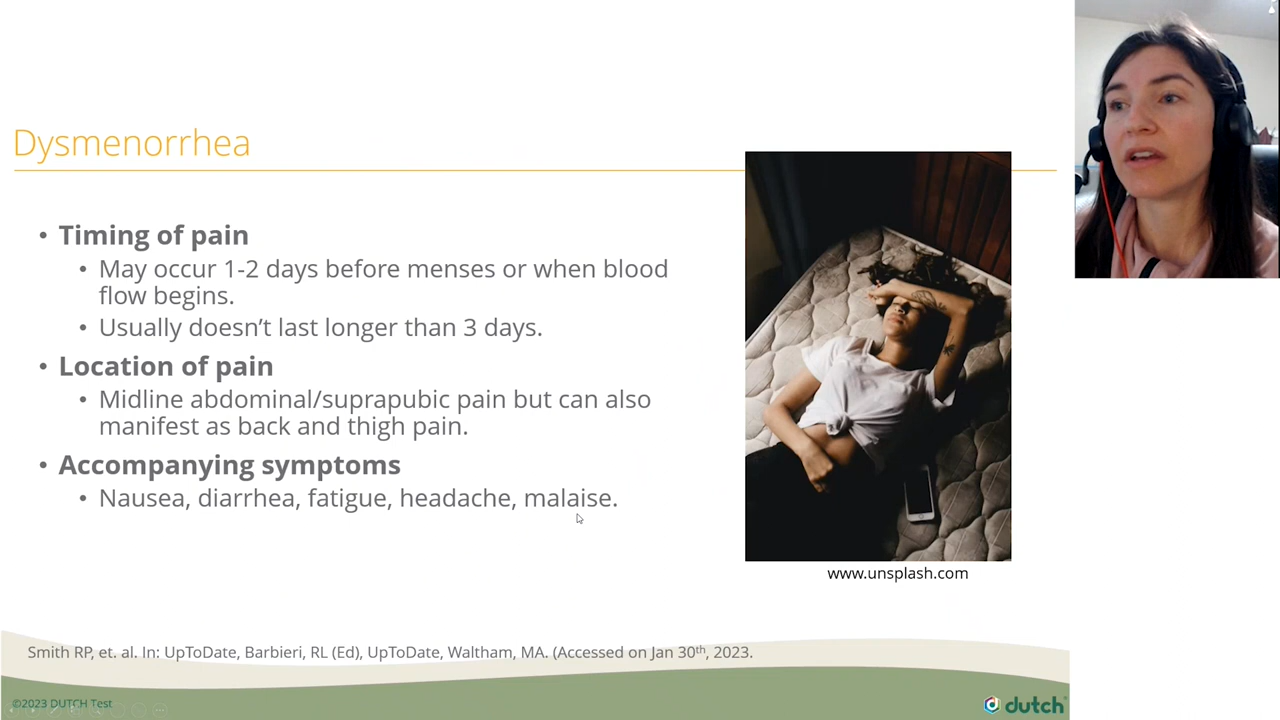 Dysmenorrhea
• Timing of pain
• May occur 1-2 days before menses or when blood
flow begins.
• Usually doesn’t last longer than 3 days.
• Location of pain
• Midline abdominal/suprapubic pain but can also
manifest as back and thigh pain.
• Accompanying symptoms
• Nausea, diarrhea, fatigue, headache, malaise.
www.unsplash.com
Smith RP, et. al. In: UpToDate, Barbieri, RL (Ed), UpToDate, Waltham, MA. (Accessed on Jan 30th, 2023.
©2023 DUTCH Test
dutch